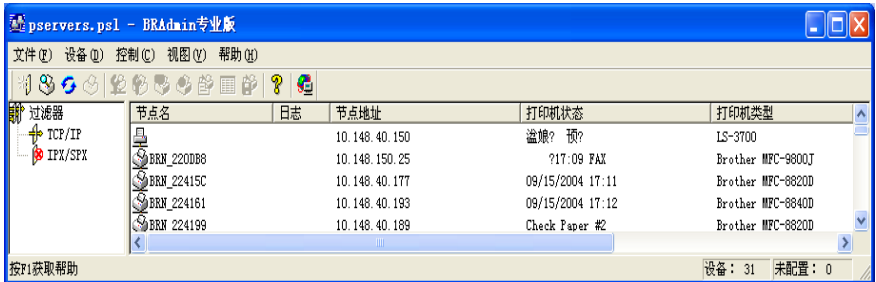 pservers.psl - BRAdmin专业版
文件(F) 设备(D) 控制(C) 视图(V) 帮助(H)
过滤器
TCP/IP
IPX/SPX
节点名 日志 节点地址 打印机状态 打印机类型
10.148.40.150 溢娘? 预? LS-3700
BRN_220DB8 10.148.150.25 ?17:09 FAX Brother MFC-9800J
BRN_22415C 10.148.40.177 09/15/2004 17:11 Brother MFC-8820D
BRN_224161 10.148.40.193 09/15/2004 17:12 Brother MFC-8840D
BRN_224199 10.148.40.189 Check Paper #2 Brother MFC-8820D
按F1获取帮助 设备: 31 未配置: 0